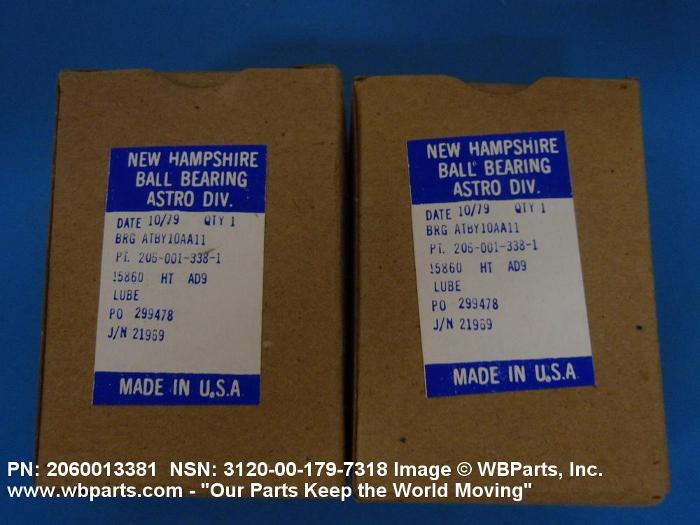 NEW HAMPSHIRE
BALL BEARING
ASTRO DIV.
DATE 10/79 QTY 1
BRG ATBY10AA11
PT. 206-001-338-1
15860 HT AD9
LUBE
PO 299478
J/N 21969
MADE IN U.S.A
NEW HAMPSHIRE
BALL BEARING
ASTRO DIV.
DATE 10/79 QTY 1
BRG ATBY10AA11
PT. 206-001-338-1
15860 HT AD9
LUBE
PO 299478
J/N 21969
MADE IN U.S.A
PN: 2060013381 NSN: 3120-00-179-7318 Image © WBParts, Inc.
www.wbparts.com - "Our Parts Keep the World Moving"